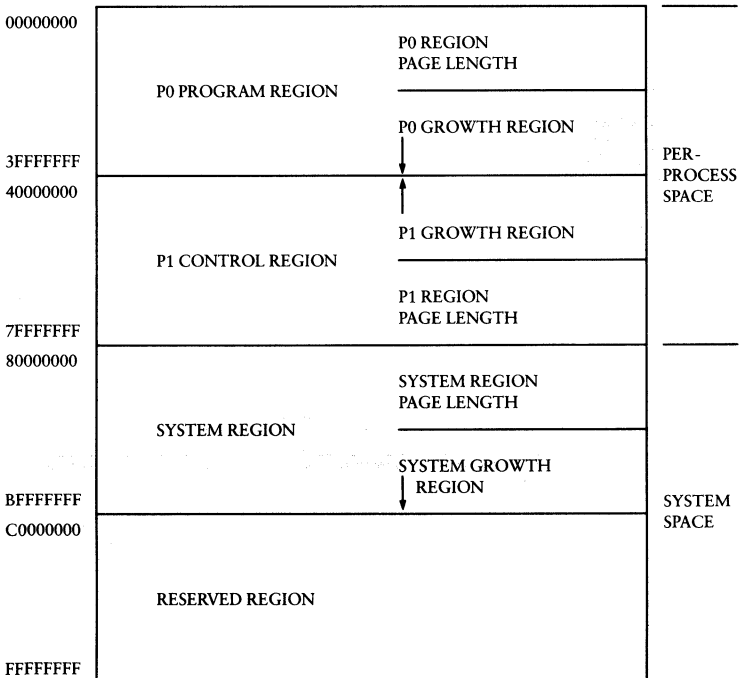 00000000
P0 REGION
PAGE LENGTH
P0 PROGRAM REGION
P0 GROWTH REGION
3FFFFFFF
40000000
PER-
PROCESS
SPACE
P1 GROWTH REGION
P1 CONTROL REGION
P1 REGION
PAGE LENGTH
7FFFFFFF
80000000
SYSTEM REGION
PAGE LENGTH
SYSTEM REGION
SYSTEM GROWTH
REGION
BFFFFFFF
C0000000
SYSTEM
SPACE
RESERVED REGION
FFFFFFFF